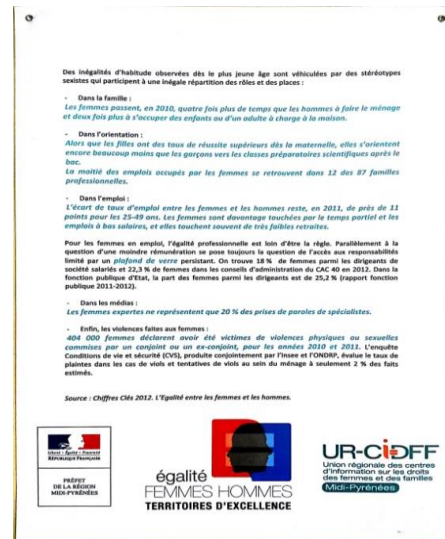 Des inégalités d'habitude observées dès le plus jeune âge sont véhiculées par des stéréotypes
sexistes qui participent à une inégale répartition des rôles et des places :
- Dans la famille :
Les femmes passent, en 2010, quatre fois plus de temps que les hommes à faire le ménage
et deux fois plus à s'occuper des enfants ou d'un adulte à charge à la maison.
- Dans l'orientation :
Alors que les filles ont des taux de réussite supérieurs dès la maternelle, elles s'orientent
encore beaucoup moins que les garçons vers les classes préparatoires scientifiques après le
bac.
La moitié des emplois occupés par les femmes se retrouvent dans 12 des 87 familles
professionnelles.
- Dans l'emploi :
L'écart de taux d'emploi entre les femmes et les hommes reste, en 2011, de près de 11
points pour les 25-49 ans. Les femmes sont davantage touchées par le temps partiel et les
emplois à bas salaires, et elles touchent souvent de très faibles retraites.
Pour les femmes en emploi, l'égalité professionnelle est loin d'être la règle. Parallèlement à la
question d'une moindre rémunération se pose toujours la question de l'accès aux responsabilités
limité par un plafond de verre persistant. On trouve 18 % de femmes parmi les dirigeants de
société salariés et 22,3 % de femmes dans les conseils d'administration du CAC 40 en 2012. Dans la
fonction publique d'Etat, la part des femmes parmi les dirigeants est de 25,2 % (rapport fonction
publique 2011-2012).
- Dans les médias :
Les femmes expertes ne représentent que 20 % des prises de paroles de spécialistes.
- Enfin, les violences faites aux femmes :
404 000 femmes déclarent avoir été victimes de violences physiques ou sexuelles
commises par un conjoint ou un ex-conjoint, pour les années 2010 et 2011. L'enquête
Conditions de vie et sécurité (CVS), produite conjointement par l'Insee et l'ONDRP, évalue le taux de
plaintes dans les cas de viols et tentatives de viols au sein du ménage à seulement 2 % des faits
estimés.
Source : Chiffres Clés 2012. L'Egalité entre les femmes et les hommes.
Liberté • Égalité • Fraternité
RÉPUBLIQUE FRANÇAISE
PRÉFET
DE LA RÉGION
MIDI-PYRÉNÉES
égalité
FEMMES HOMMES
TERRITOIRES D'EXCELLENCE
UR-CIDFF
Union régionale des centres
d'information sur les droits
des femmes et des familles
Midi-Pyrénées